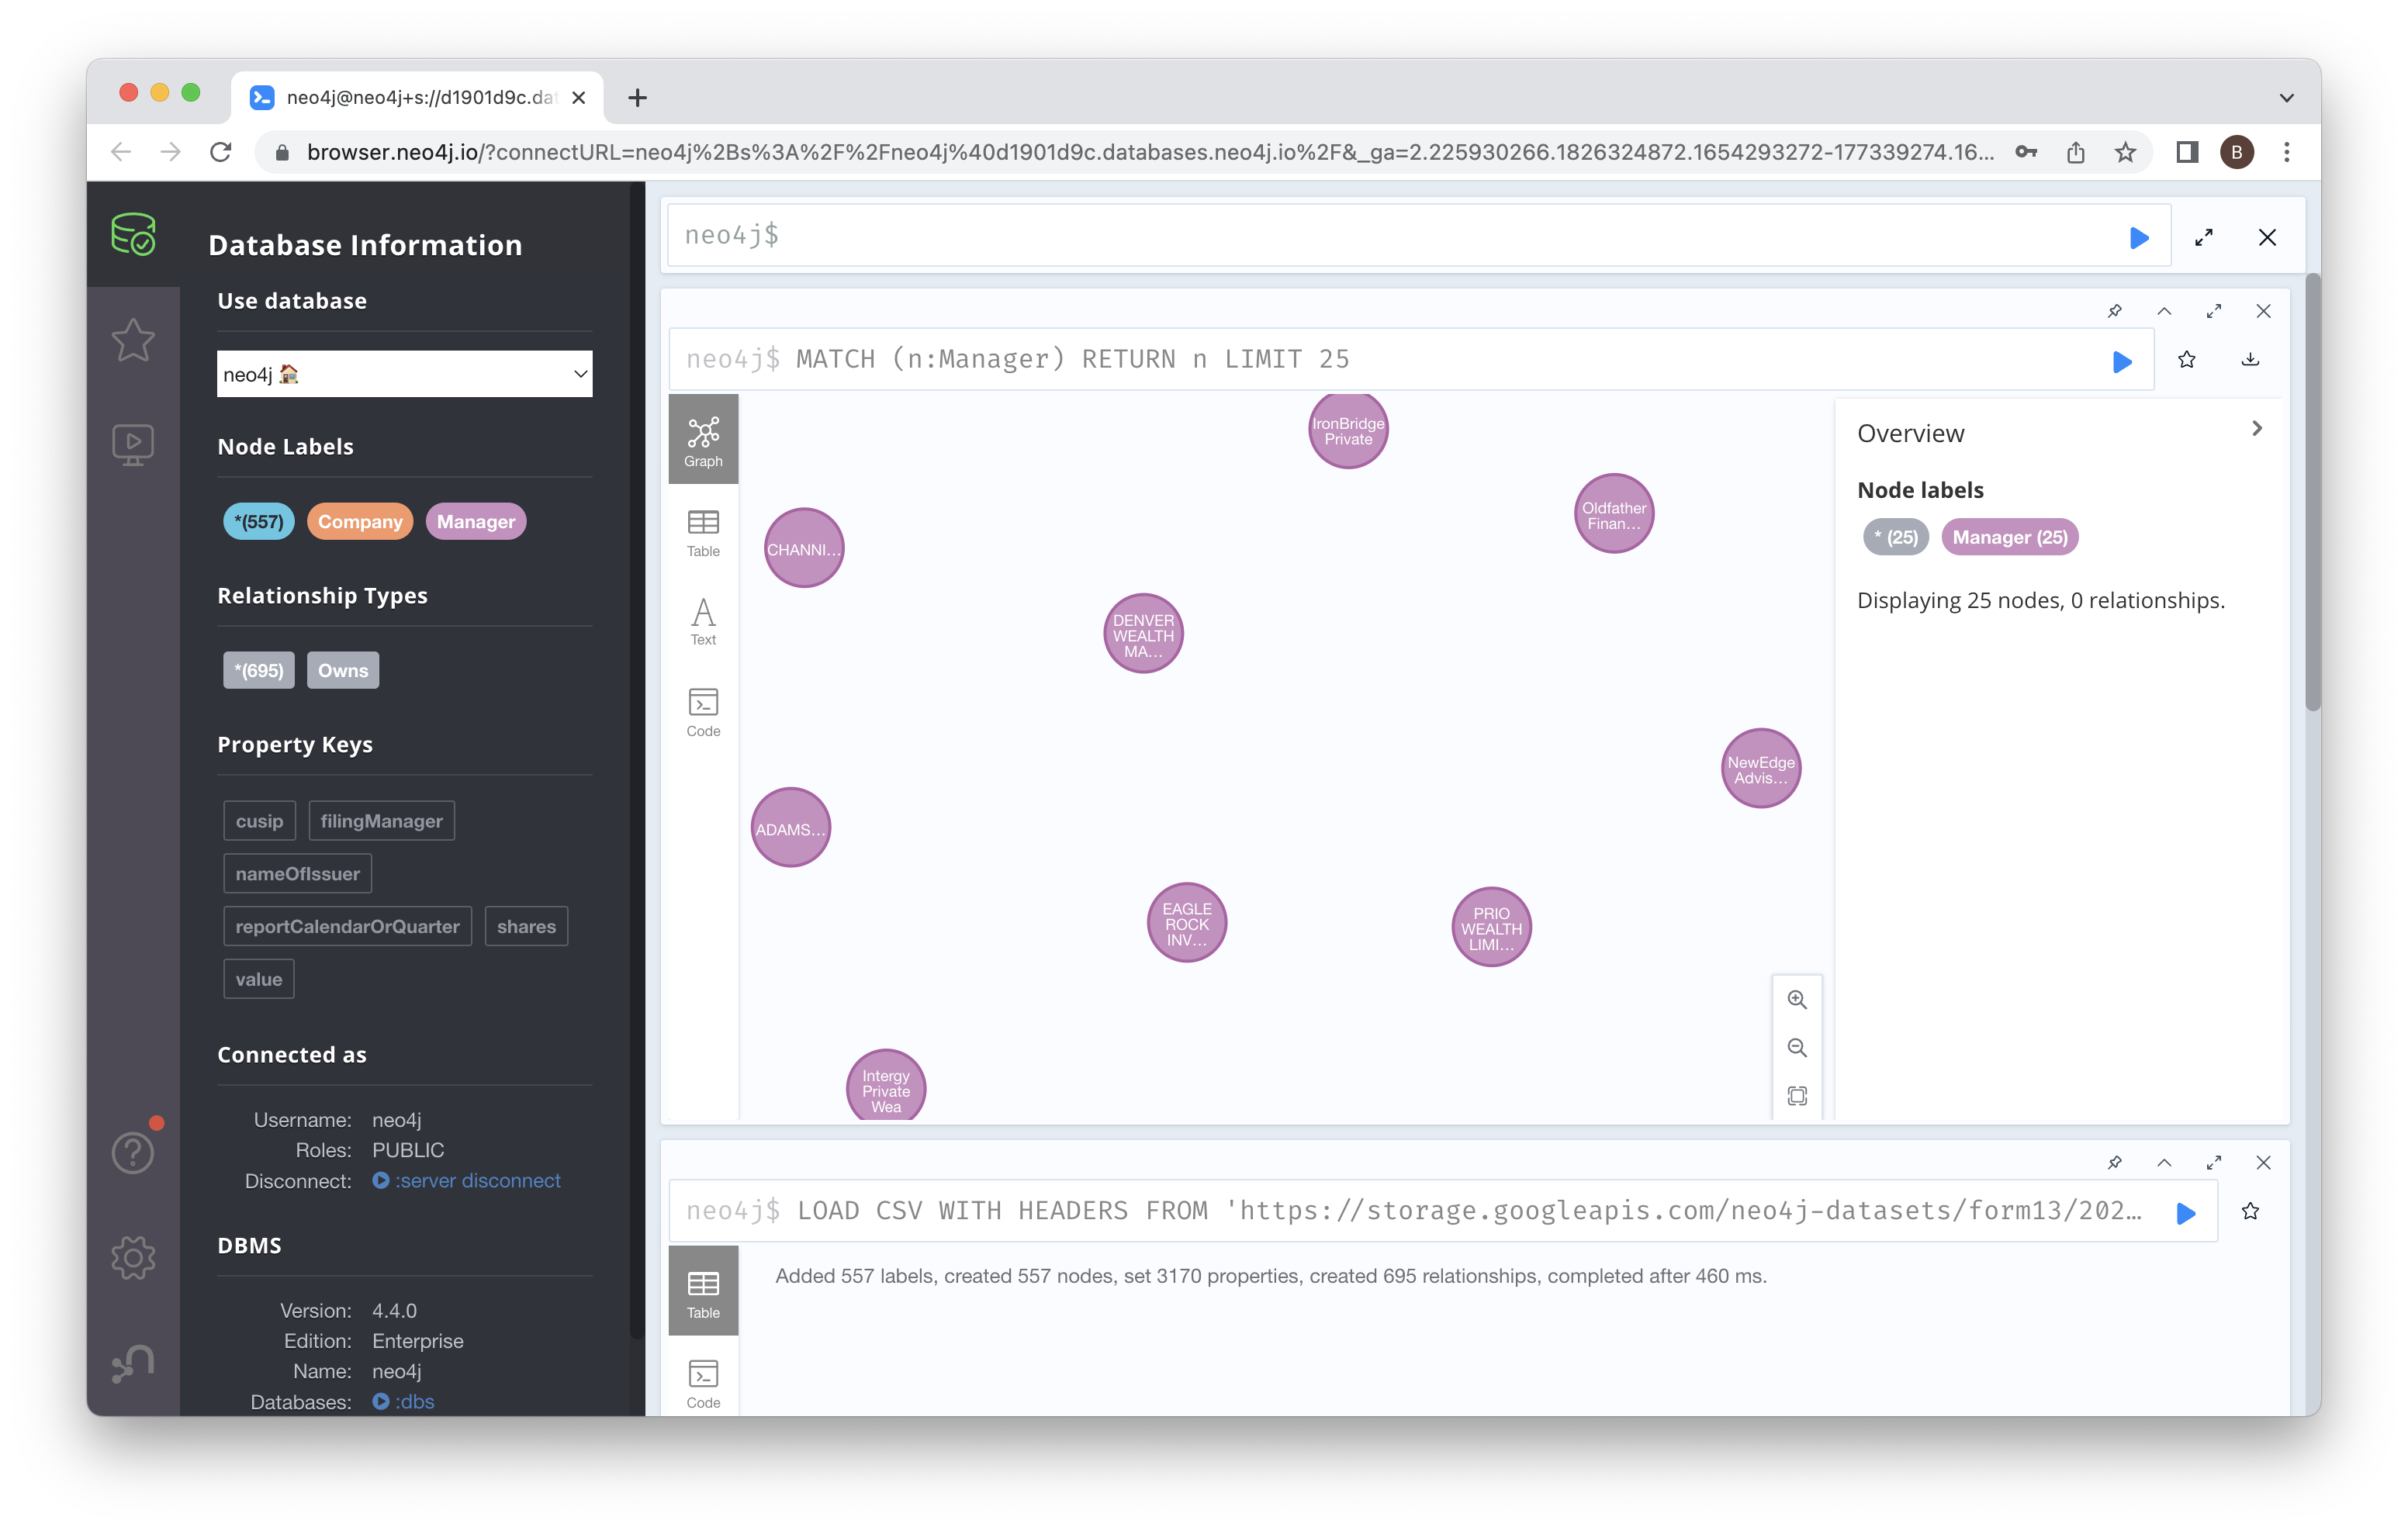 neo4j@neo4j+s://d1901d9c.dat
browser.neo4j.io/?connectURL=neo4j%2Bs%3A%2F%2Fneo4j%40d1901d9c.databases.neo4j.io%2F&_ga=2.225930266.1826324872.1654293272-177339274.16...
B
Database Information
Use database
neo4j
Node Labels
*(557) Company Manager
Relationship Types
*(695) Owns
Property Keys
cusip filingManager
nameOfIssuer
reportCalendarOrQuarter shares
value
Connected as
Username: neo4j
Roles: PUBLIC
Disconnect: :server disconnect
DBMS
Version: 4.4.0
Edition: Enterprise
Name: neo4j
Databases: :dbs
neo4j$
neo4j$ MATCH (n:Manager) RETURN n LIMIT 25
Graph
Table
Text
Code
IronBridge
Private
Oldfather
Finan...
CHANNI...
DENVER
WEALTH
MA...
NewEdge
Advis...
ADAMS...
EAGLE
ROCK
INV...
PRIO
WEALTH
LIMI...
Intergy
Private
Wea
Overview
Node labels
* (25) Manager (25)
Displaying 25 nodes, 0 relationships.
neo4j$ LOAD CSV WITH HEADERS FROM 'https://storage.googleapis.com/neo4j-datasets/form13/202...
Table
Code
Added 557 labels, created 557 nodes, set 3170 properties, created 695 relationships, completed after 460 ms.